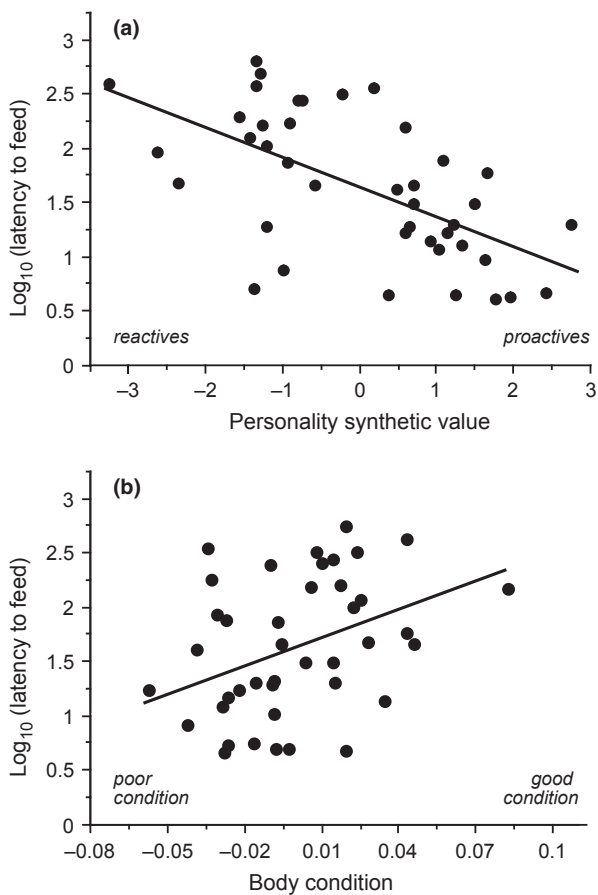 (a)
3
2.5
2
1.5
1
0.5
0
Log10 (latency to feed)
reactives
proactives
–3
–2
–1
0
1
2
3
Personality synthetic value
(b)
3
2.5
2
1.5
1
0.5
0
Log10 (latency to feed)
poor
condition
good
condition
–0.08
–0.05
–0.02
0.01
0.04
0.07
0.1
Body condition